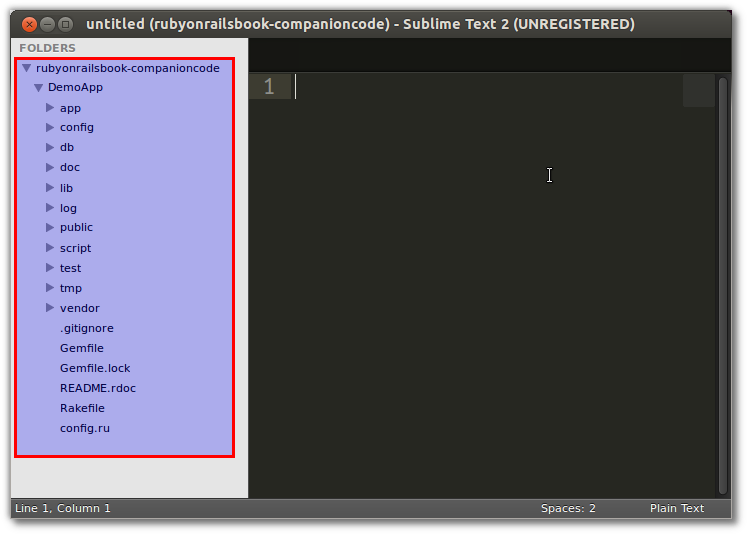 untitled (rubyonrailsbook-companioncode) - Sublime Text 2 (UNREGISTERED)
FOLDERS
rubyonrailsbook-companioncode
DemoApp
app
config
db
doc
lib
log
public
script
test
tmp
vendor
.gitignore
Gemfile
Gemfile.lock
README.rdoc
Rakefile
config.ru
1
Line 1, Column 1 Spaces: 2 Plain Text